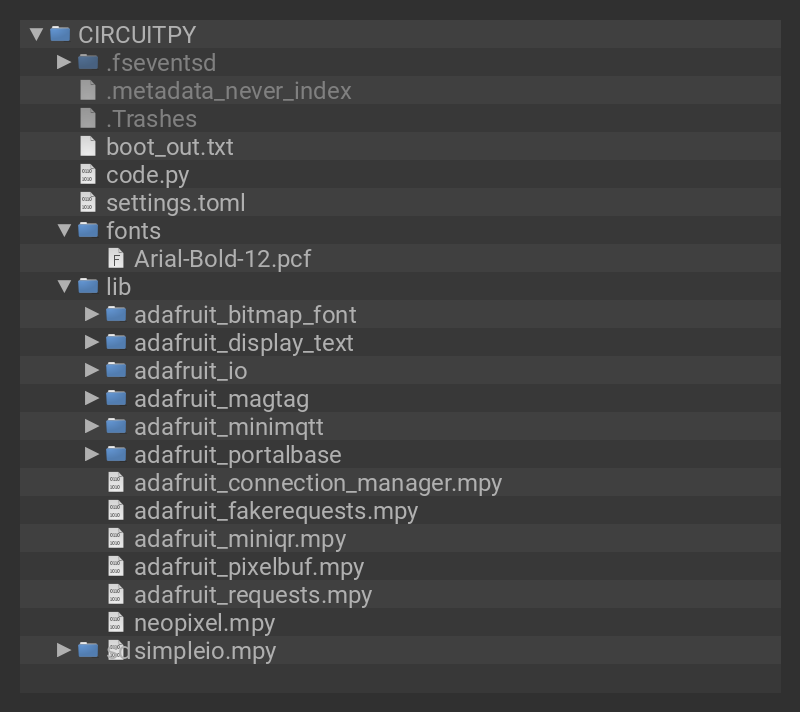 CIRCUITPY
.fseventsd
.metadata_never_index
.Trashes
boot_out.txt
code.py
settings.toml
fonts
Arial-Bold-12.pcf
lib
adafruit_bitmap_font
adafruit_display_text
adafruit_io
adafruit_magtag
adafruit_minimqtt
adafruit_portalbase
adafruit_connection_manager.mpy
adafruit_fakerequests.mpy
adafruit_miniqr.mpy
adafruit_pixelbuf.mpy
adafruit_requests.mpy
neopixel.mpy
sd simpleio.mpy